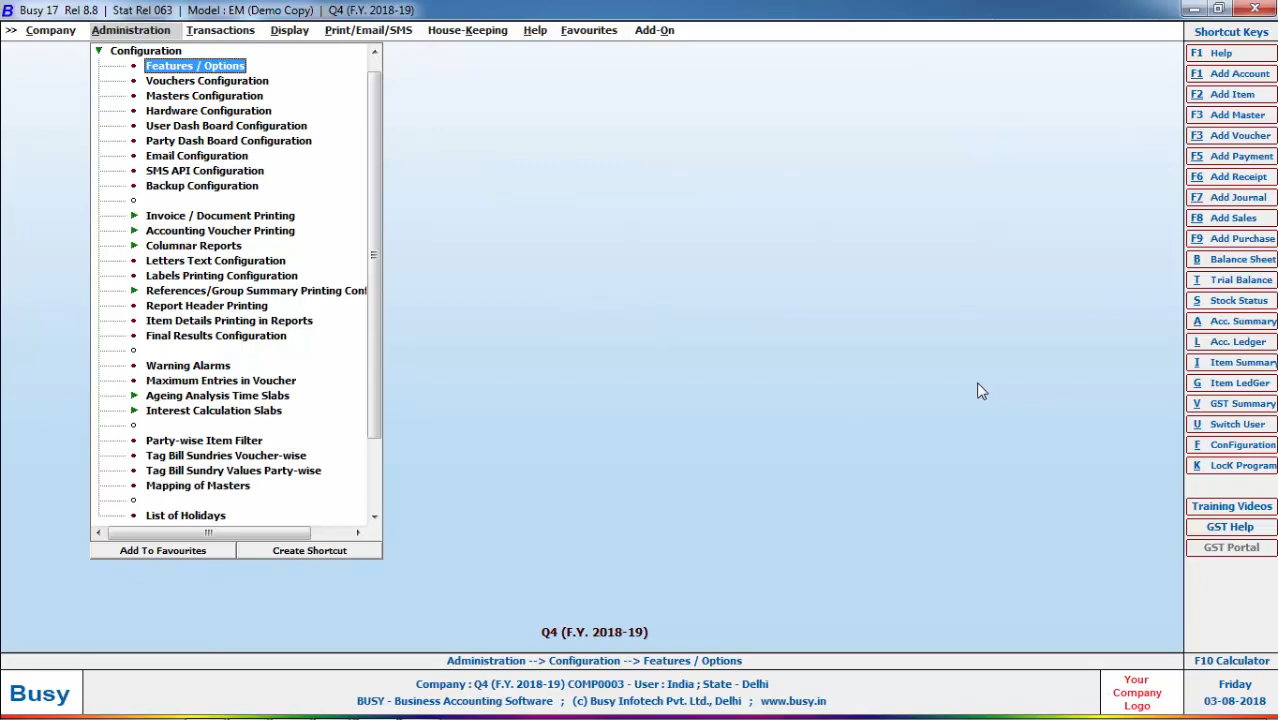 Busy 17 Rel 8.8 | Stat Rel 063 | Model : EM (Demo Copy) | Q4 (F.Y. 2018-19)
>> Company Administration Transactions Display Print/Email/SMS House-Keeping Help Favourites Add-On
Configuration
Features / Options
Vouchers Configuration
Masters Configuration
Hardware Configuration
User Dash Board Configuration
Party Dash Board Configuration
Email Configuration
SMS API Configuration
Backup Configuration
Invoice / Document Printing
Accounting Voucher Printing
Columnar Reports
Letters Text Configuration
Labels Printing Configuration
References/Group Summary Printing Con
Report Header Printing
Item Details Printing in Reports
Final Results Configuration
Warning Alarms
Maximum Entries in Voucher
Ageing Analysis Time Slabs
Interest Calculation Slabs
Party-wise Item Filter
Tag Bill Sundries Voucher-wise
Tag Bill Sundry Values Party-wise
Mapping of Masters
List of Holidays
Add To Favourites Create Shortcut
Shortcut Keys
F1 Help
F1 Add Account
F2 Add Item
F3 Add Master
F3 Add Voucher
F5 Add Payment
F6 Add Receipt
F7 Add Journal
F8 Add Sales
F9 Add Purchase
B Balance Sheet
T Trial Balance
S Stock Status
A Acc. Summary
L Acc. Ledger
I Item Summary
G Item LedGer
V GST Summary
U Switch User
F ConFiguration
K LocK Program
Training Videos
GST Help
GST Portal
Q4 (F.Y. 2018-19)
Administration --> Configuration --> Features / Options
F10 Calculator
Busy
Company : Q4 (F.Y. 2018-19) COMP0003 - User : India ; State - Delhi
BUSY - Business Accounting Software ; (c) Busy Infotech Pvt. Ltd., Delhi ; www.busy.in
Your
Company
Logo
Friday
03-08-2018